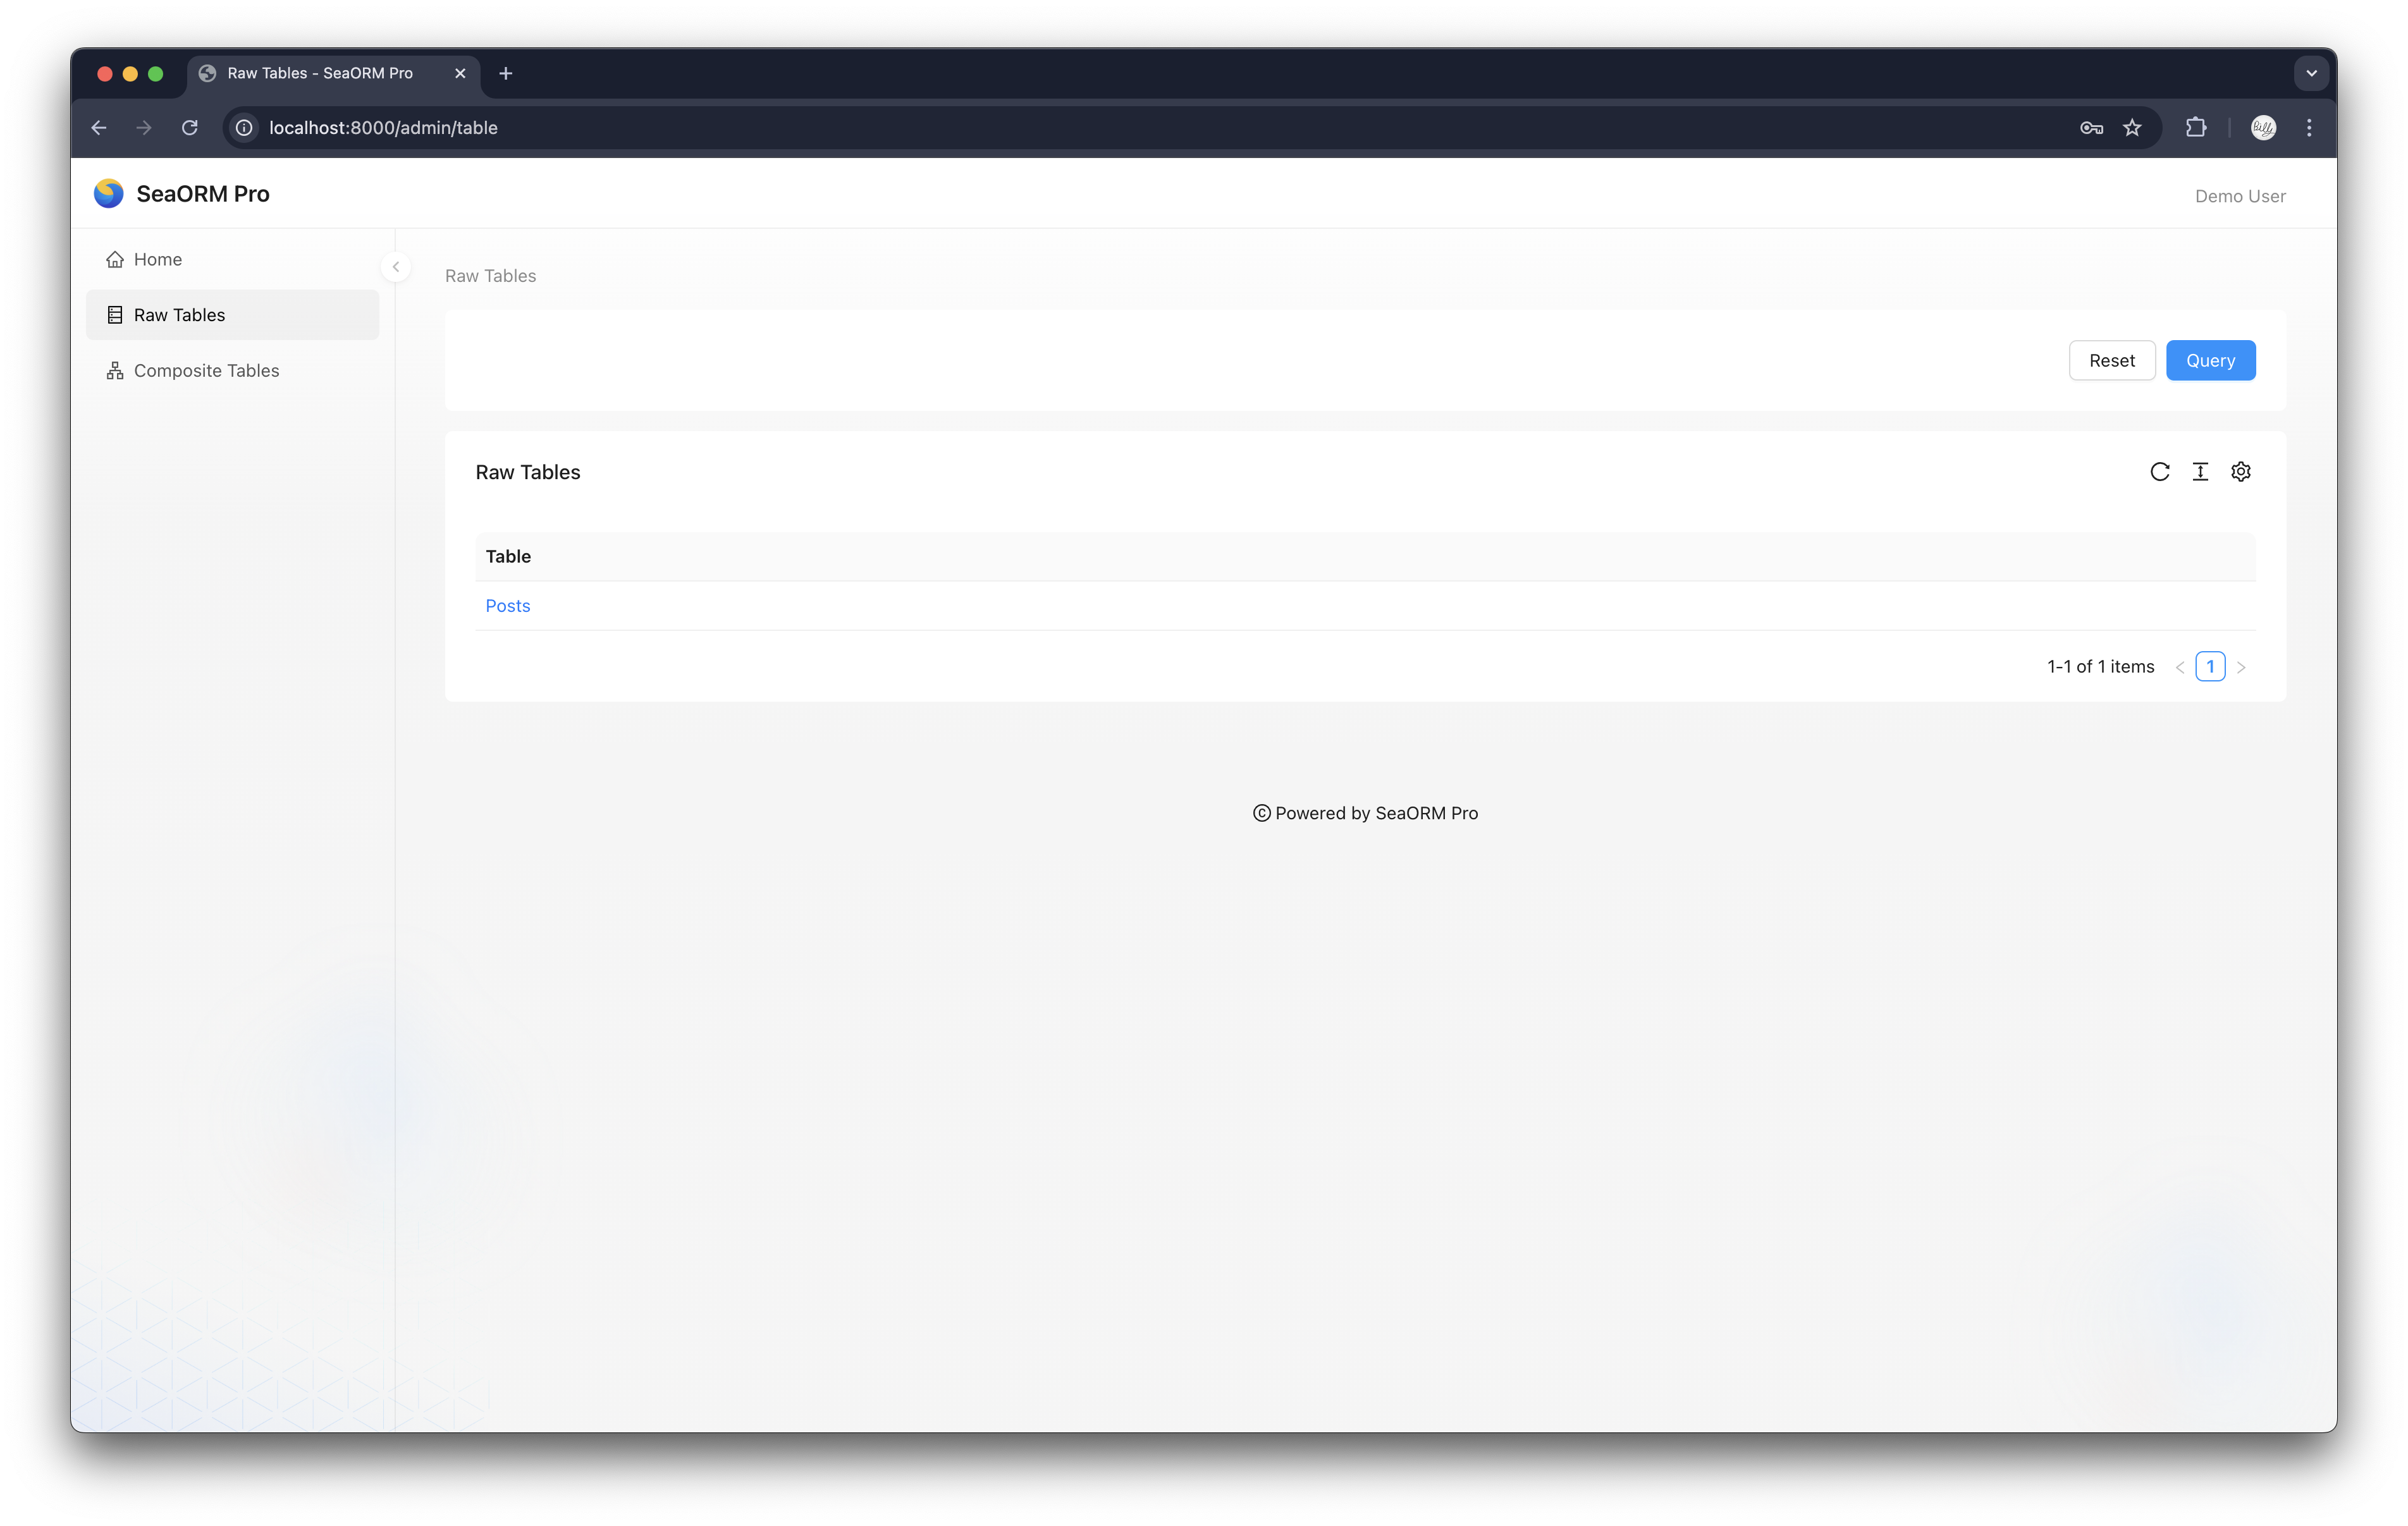 Raw Tables - SeaORM Pro
localhost:8000/admin/table
Billy
SeaORM Pro
Demo User
Home
Raw Tables
Composite Tables
Raw Tables
Reset
Query
Raw Tables
Table
Posts
1-1 of 1 items
1
© Powered by SeaORM Pro